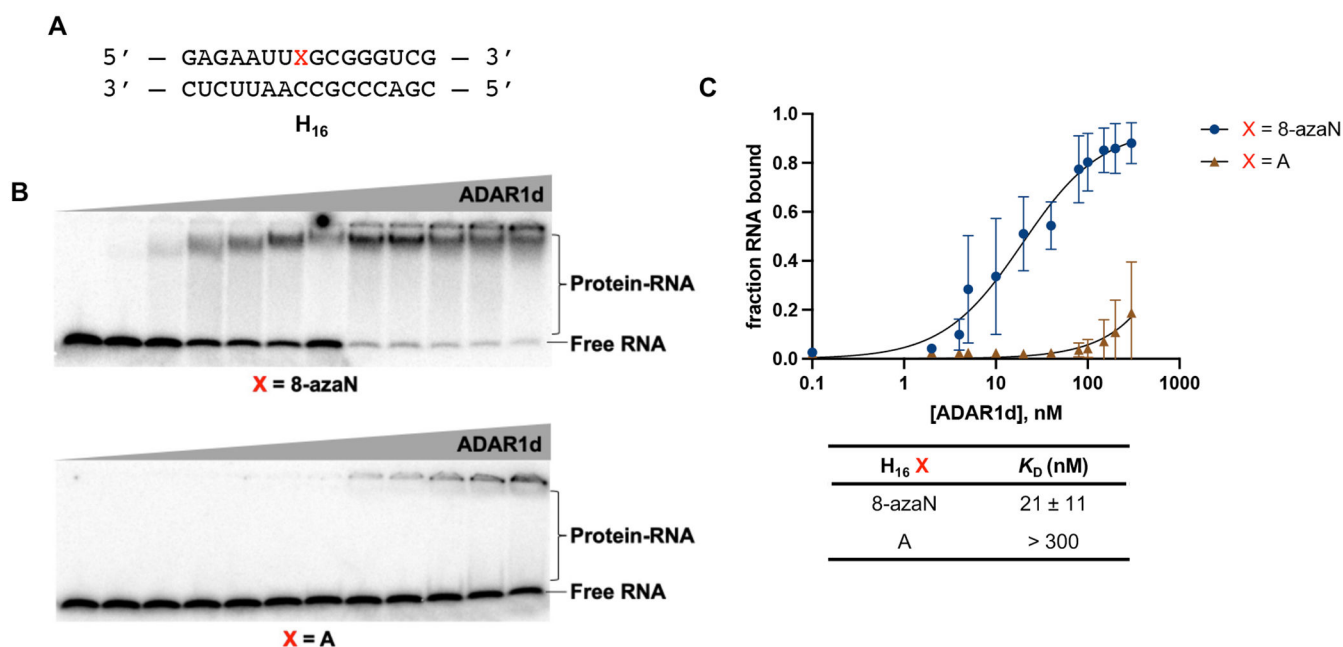 A
5′ — GAGAAUUXGCGGGUCG — 3′
3′ — CUCUUAACCGCCCAGC — 5′
H₁₆
B
ADAR1d
Protein-RNA
Free RNA
X = 8-azaN
ADAR1d
Protein-RNA
Free RNA
X = A
C
fraction RNA bound
1.0
0.8
0.6
0.4
0.2
0.0
0.1
1
10
100
1000
[ADAR1d], nM
X = 8-azaN
X = A
H₁₆ X K_D (nM)
8-azaN 21 ± 11
A > 300